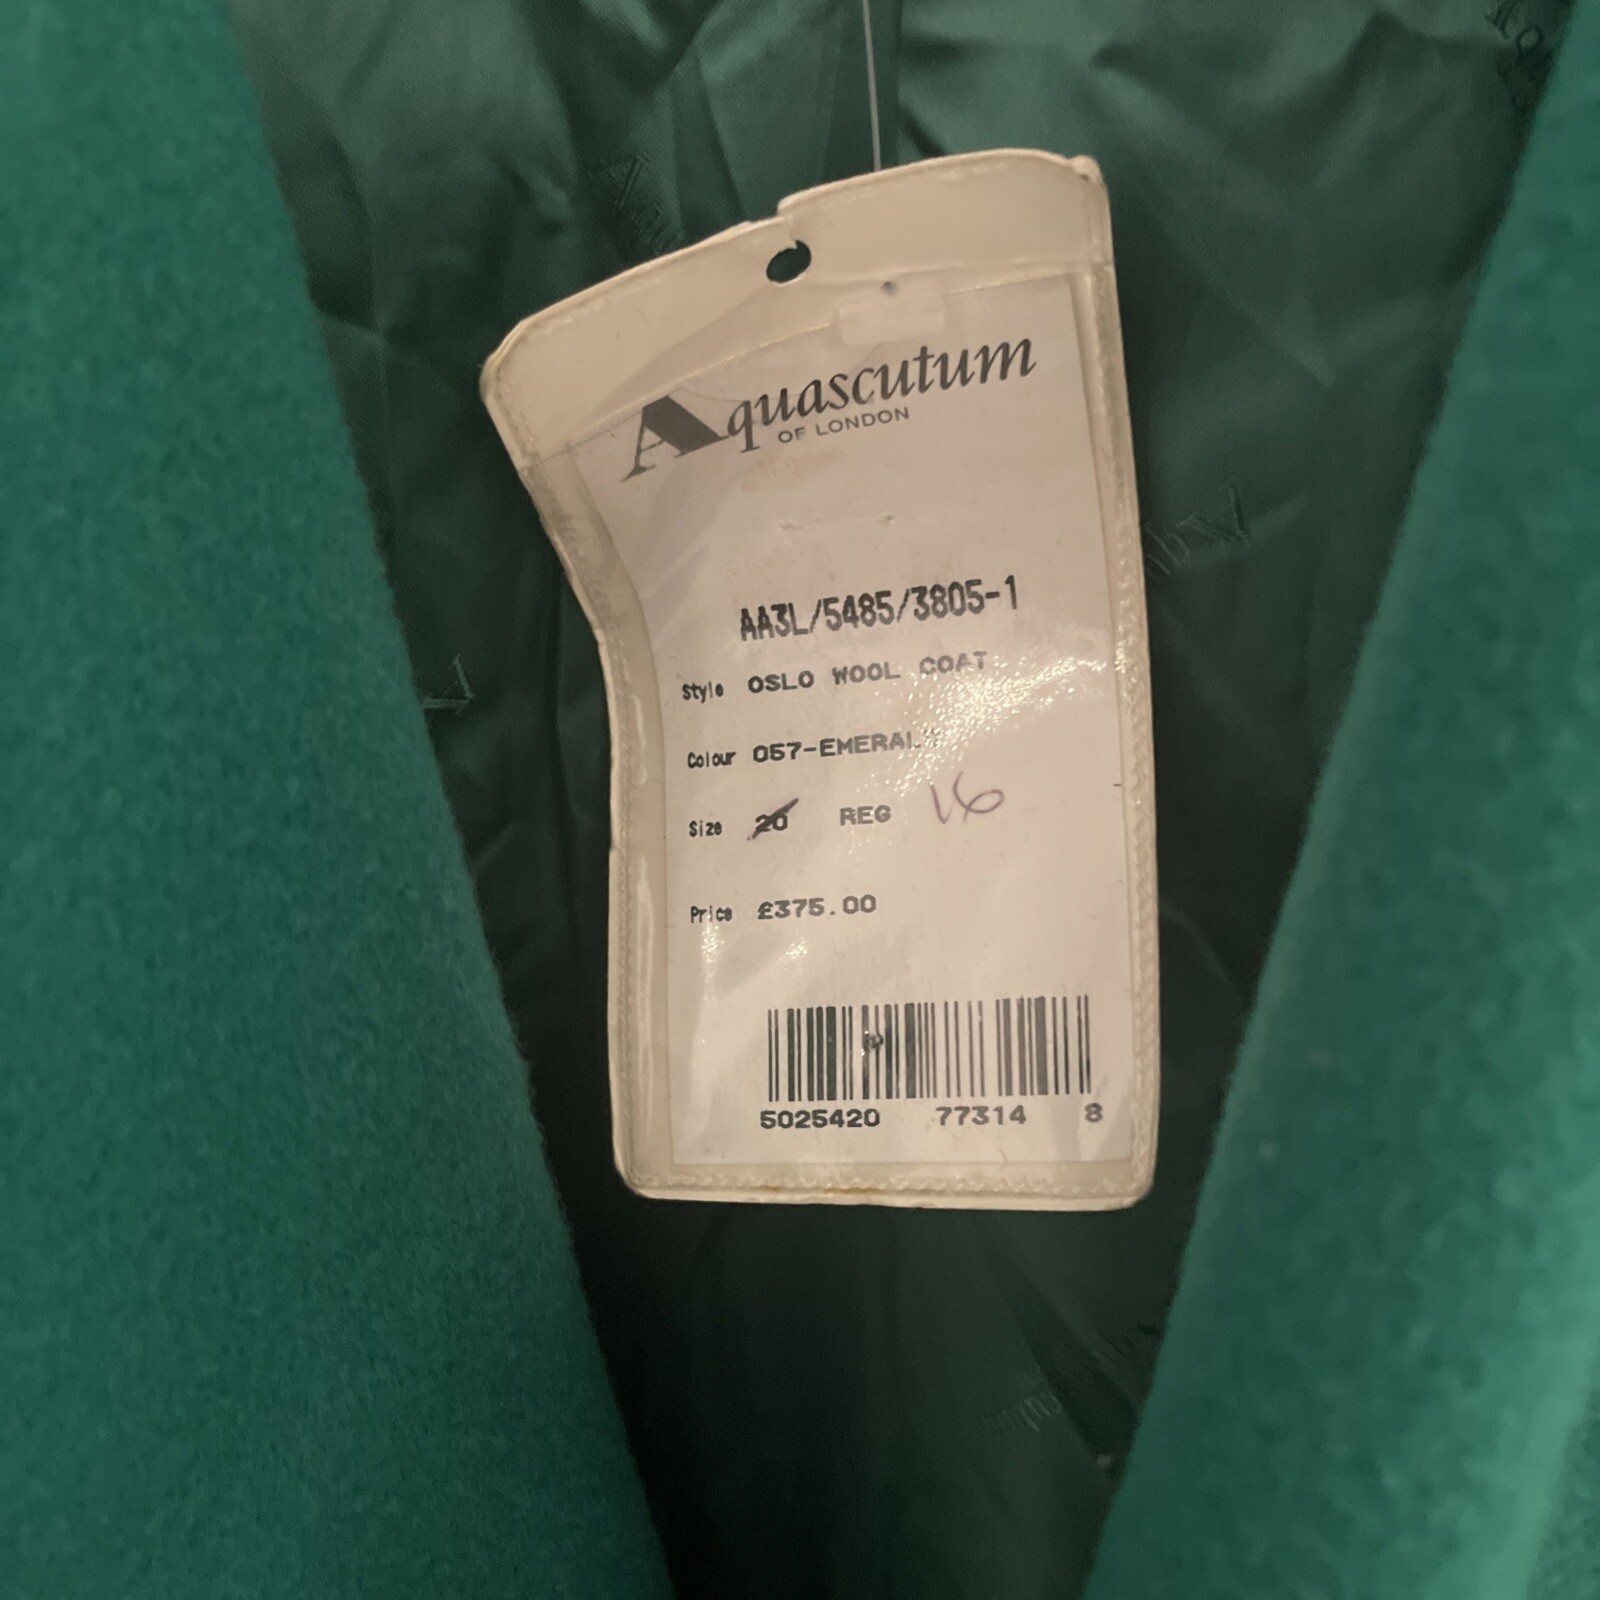 Aquascutum
OF LONDON
AA3L/5485/3805-1
Style OSLO WOOL COAT
Colour 057-EMERAL
Size 20 REG 16
Price £375.00
5025420 77314 8